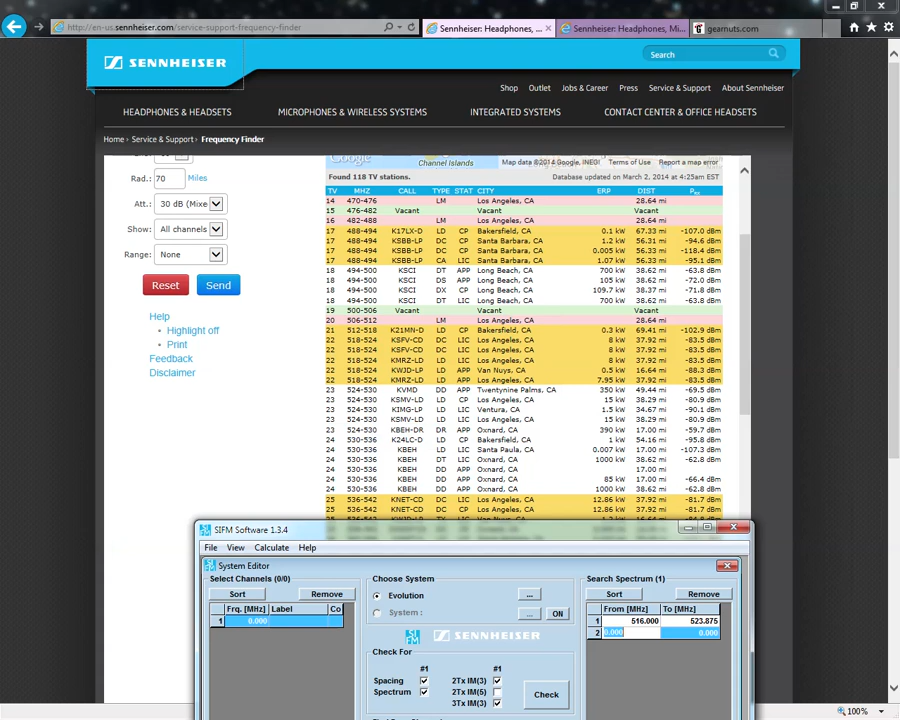 http://en-us.sennheiser.com/service-support-frequency-finder
Sennheiser: Headphones, ...
Sennheiser: Headphones, Mi...
gearnuts.com
SENNHEISER
Search
Shop Outlet Jobs & Career Press Service & Support About Sennheiser
HEADPHONES & HEADSETS MICROPHONES & WIRELESS SYSTEMS INTEGRATED SYSTEMS CONTACT CENTER & OFFICE HEADSETS
Home › Service & Support › Frequency Finder
Rad.: 70 Miles
Att.: 30 dB (Mixe
Show: All channels
Range: None
Reset Send
Help
• Highlight off
• Print
Feedback
Disclaimer
Google Channel Islands Map data ©2014 Google, INEGI Terms of Use Report a map error
Found 118 TV stations. Database updated on March 2, 2014 at 4:25am EST
TV MHZ CALL TYPE STAT CITY ERP DIST
14 470-476 LM Los Angeles, CA 28.64 mi
15 476-482 Vacant Vacant Vacant
16 482-488 LM Los Angeles, CA 28.64 mi
17 488-494 K17LX-D LD CP Bakersfield, CA 0.1 kW 67.33 mi -107.0 dBm
17 488-494 KSBB-LP DC CP Santa Barbara, CA 1.2 kW 56.31 mi -94.6 dBm
17 488-494 KSBB-LP DC CP Santa Barbara, CA 0.005 kW 56.31 mi -118.4 dBm
17 488-494 KSBB-LP CA LIC Santa Barbara, CA 1.07 kW 56.33 mi -95.1 dBm
18 494-500 KSCI DT APP Long Beach, CA 700 kW 38.62 mi -63.8 dBm
18 494-500 KSCI DS APP Long Beach, CA 105 kW 38.37 mi -72.0 dBm
18 494-500 KSCI DX CP Long Beach, CA 109.7 kW 38.37 mi -71.8 dBm
18 494-500 KSCI DT LIC Long Beach, CA 700 kW 38.62 mi -63.8 dBm
19 500-506 Vacant Vacant Vacant
20 506-512 LM Los Angeles, CA 28.64 mi
21 512-518 K21MN-D LD CP Bakersfield, CA 0.3 kW 69.41 mi -102.9 dBm
22 518-524 KSFV-CD DC LIC Los Angeles, CA 8 kW 37.92 mi -83.5 dBm
22 518-524 KSFV-CD DC LIC Los Angeles, CA 8 kW 37.92 mi -83.5 dBm
22 518-524 KMRZ-LD LD LIC Los Angeles, CA 8 kW 37.92 mi -83.5 dBm
22 518-524 KWJD-LP LD LIC Van Nuys, CA 0.5 kW 16.64 mi -88.3 dBm
22 518-524 KMRZ-LD LD APP Los Angeles, CA 7.95 kW 37.92 mi -83.5 dBm
23 524-530 KVMD DD APP Twentynine Palms, CA 350 kW 49.44 mi -69.5 dBm
23 524-530 KSMV-LD LD CP Los Angeles, CA 15 kW 38.29 mi -80.9 dBm
23 524-530 KIMG-LP LD CP Ventura, CA 1.5 kW 34.67 mi -90.1 dBm
23 524-530 KSMV-LD LD LIC Los Angeles, CA 15 kW 38.29 mi -80.9 dBm
23 524-530 KBEH-DR DR APP Oxnard, CA 390 kW 17.00 mi -59.7 dBm
24 530-536 K24LC-D LD CP Bakersfield, CA 0.8 kW 54.16 mi -95.8 dBm
24 530-536 KBEH LD LIC Santa Paula, CA 0.007 kW 17.00 mi -107.3 dBm
24 530-536 KBEH DT LIC Oxnard, CA 1000 kW 38.62 mi -62.8 dBm
24 530-536 KBEH DD APP Oxnard, CA 17.00 mi dBm
24 530-536 KBEH DD APP Oxnard, CA 85 kW 17.00 mi -66.4 dBm
24 530-536 KBEH DD APP Oxnard, CA 1000 kW 38.62 mi -62.8 dBm
25 536-542 KNET-CD DC LIC Los Angeles, CA 12.86 kW 37.92 mi -81.7 dBm
25 536-542 KNET-CD DC LIC Los Angeles, CA 12.86 kW 37.92 mi -81.7 dBm
SIFM Software 1.3.4
File View Calculate Help
System Editor
Select Channels (0/0) Choose System Search Spectrum (1)
Sort Remove Evolution ... Sort Remove
Frq. [MHz] Label Co System : ... ON From [MHz] To [MHz]
1 0.000 1 516.000 523.875
SI FM SENNHEISER 2 0.000 0.000
Check For
#1 #1
Spacing 2Tx IM(3)
Spectrum 2Tx IM(5) Check
3Tx IM(3)
100%